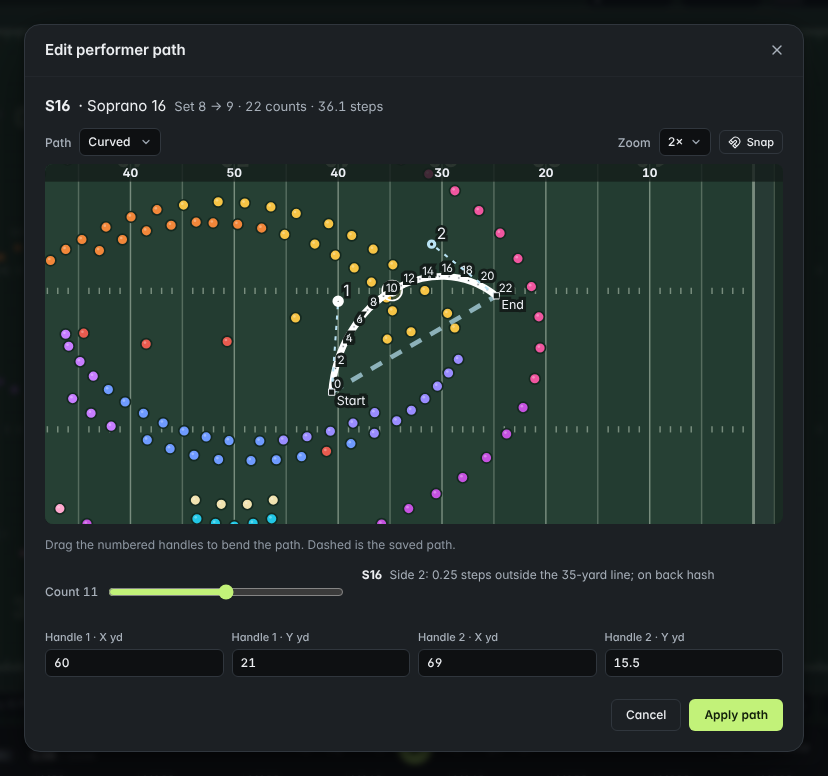 Edit performer path
S16 · Soprano 16 Set 8 → 9 · 22 counts · 36.1 steps
Path Curved Zoom 2× Snap
40 50 40 30 20 10
2
1
0 2 4 6 8 10 12 14 16 18 20 22
End
Start
Drag the numbered handles to bend the path. Dashed is the saved path.
S16 Side 2: 0.25 steps outside the 35-yard line; on back hash
Count 11
Handle 1 · X yd Handle 1 · Y yd Handle 2 · X yd Handle 2 · Y yd
60 21 69 15.5
Cancel Apply path